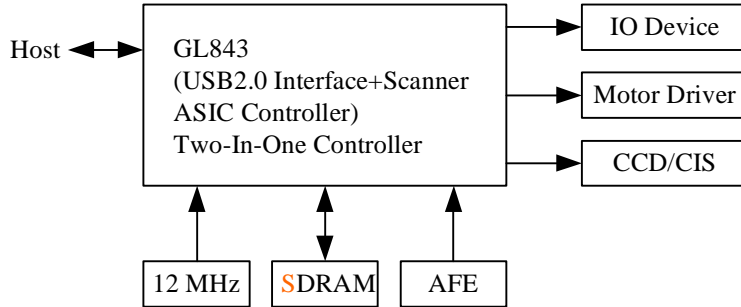 Host
GL843
(USB2.0 Interface+Scanner
ASIC Controller)
Two-In-One Controller
IO Device
Motor Driver
CCD/CIS
12 MHz
SDRAM
AFE